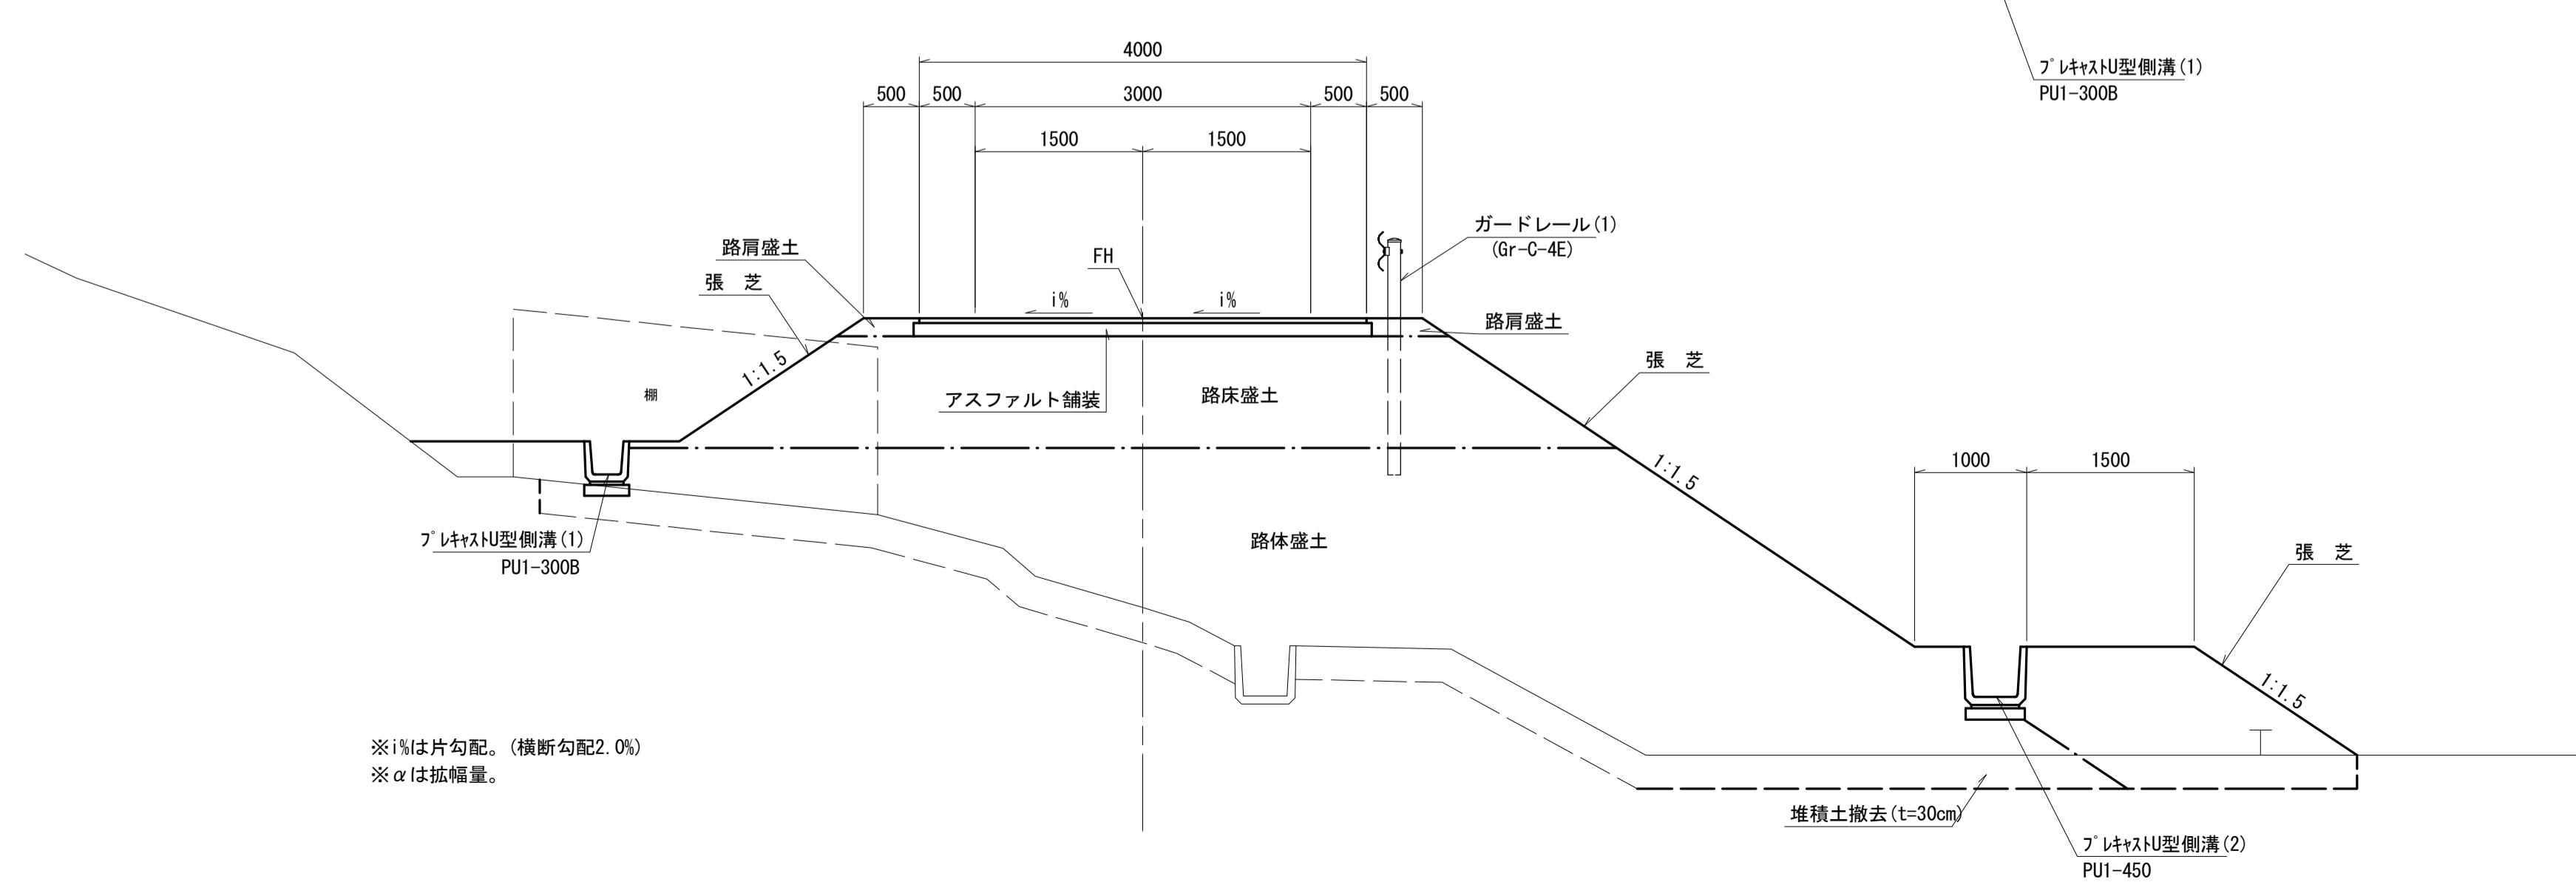 4000
プレキャストU型側溝(1)
PU1-300B
500 500 3000 500 500
1500 1500
ガードレール(1)
(Gr-C-4E)
路肩盛土
FH
張　芝
i% i%
路肩盛土
1:1.5
張　芝
棚
アスファルト舗装
路床盛土
1:1.5
1000 1500
プレキャストU型側溝(1)
PU1-300B
路体盛土
張　芝
1:1.5
※i%は片勾配。(横断勾配2.0%)
※αは拡幅量。
堆積土撤去(t=30cm)
プレキャストU型側溝(2)
PU1-450